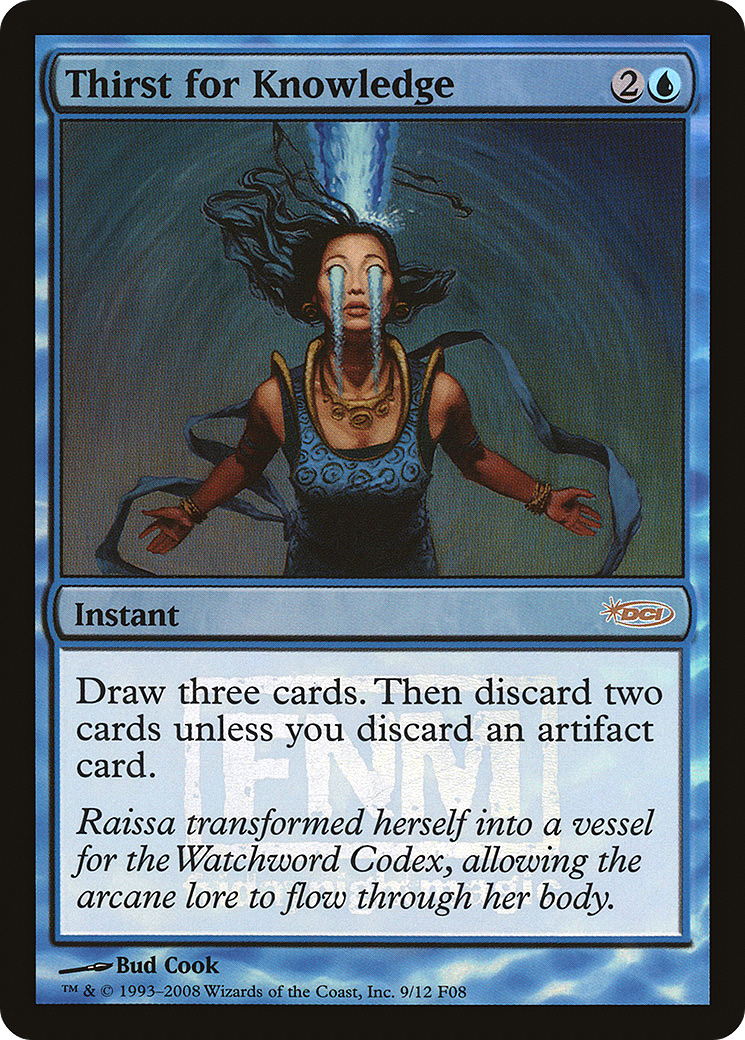 Thirst for Knowledge 2
Instant
DCI
Draw three cards. Then discard two
cards unless you discard an artifact
card.
FNM
Raissa transformed herself into a vessel
for the Watchword Codex, allowing the
arcane lore to flow through her body.
Bud Cook
™ & © 1993–2008 Wizards of the Coast, Inc. 9/12 F08